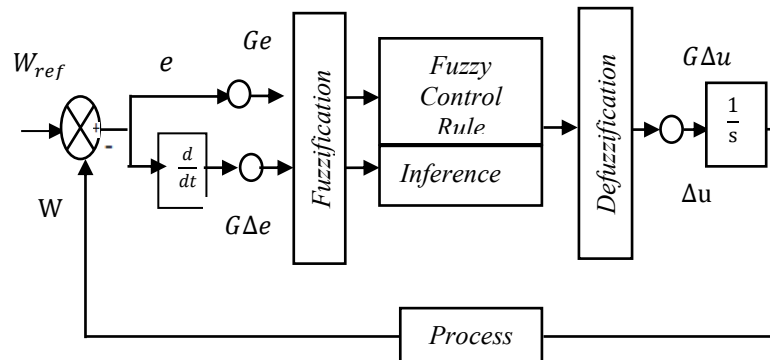 W_ref
e
Ge
+
-
W
d
dt
GΔe
Fuzzification
Fuzzy
Control
Rule
Inference
Defuzzification
GΔu
1
s
Δu
Process